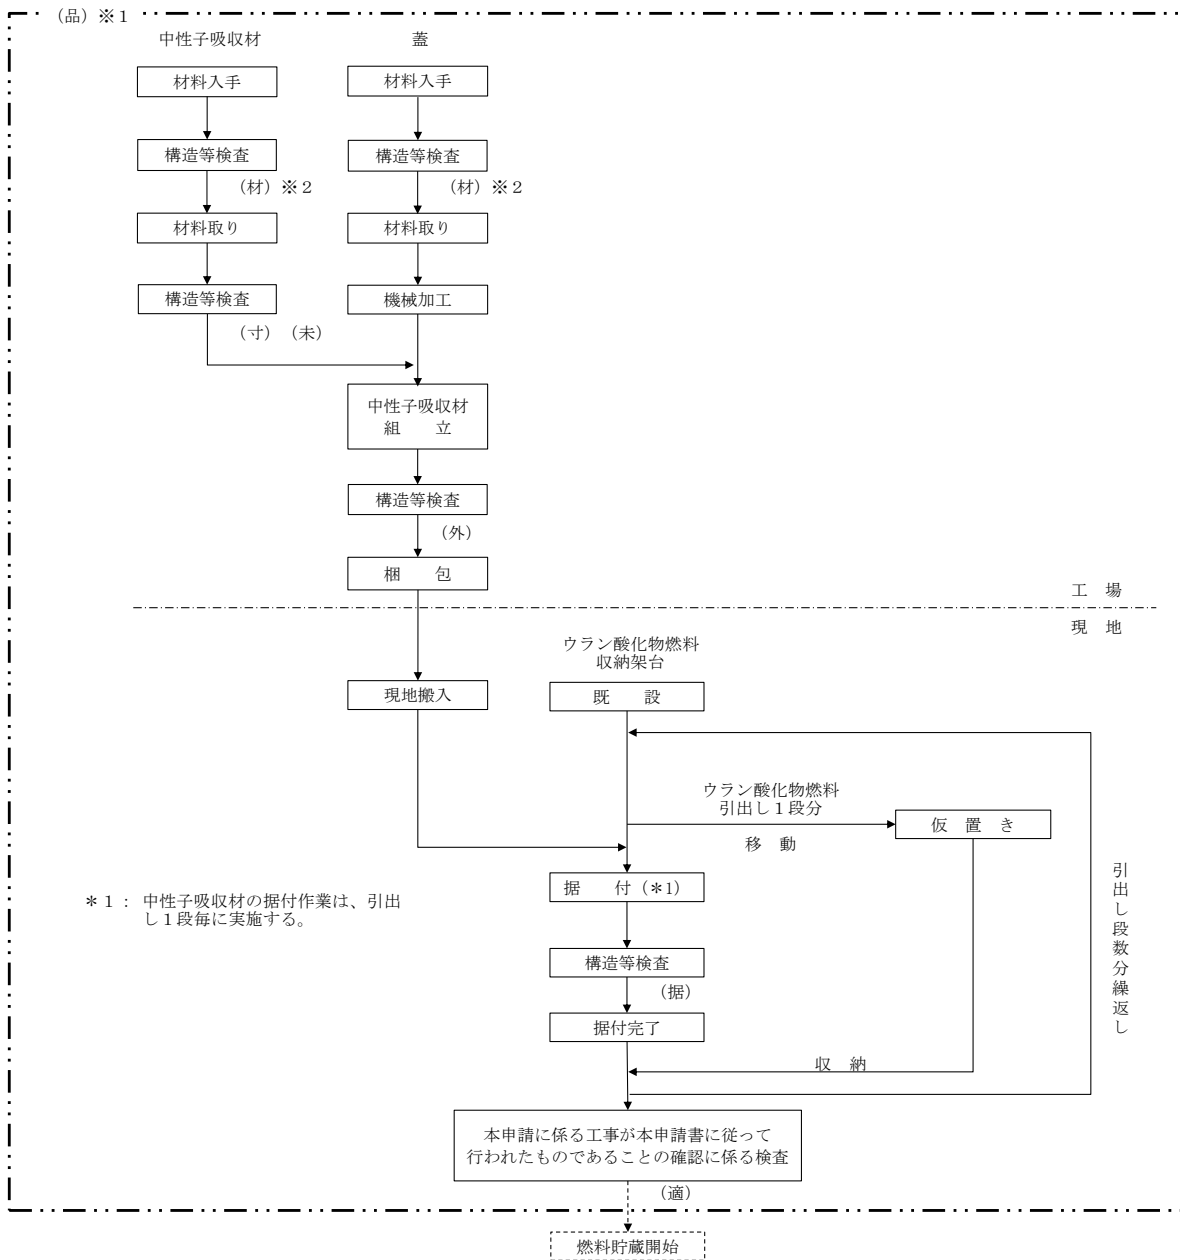 (品)※1
中性子吸収材
蓋
材料入手
材料入手
構造等検査
構造等検査
(材)※2
(材)※2
材料取り
材料取り
構造等検査
機械加工
(寸)(未)
中性子吸収材
組 立
構造等検査
(外)
梱 包
工 場
現 地
ウラン酸化物燃料
収納架台
現地搬入
既 設
ウラン酸化物燃料
引出し1段分
仮 置 き
移 動
引出し段数分繰返し
据 付(*1)
*1: 中性子吸収材の据付作業は、引出
し1段毎に実施する。
構造等検査
(据)
据付完了
収 納
本申請に係る工事が本申請書に従って
行われたものであることの確認に係る検査
(適)
燃料貯蔵開始